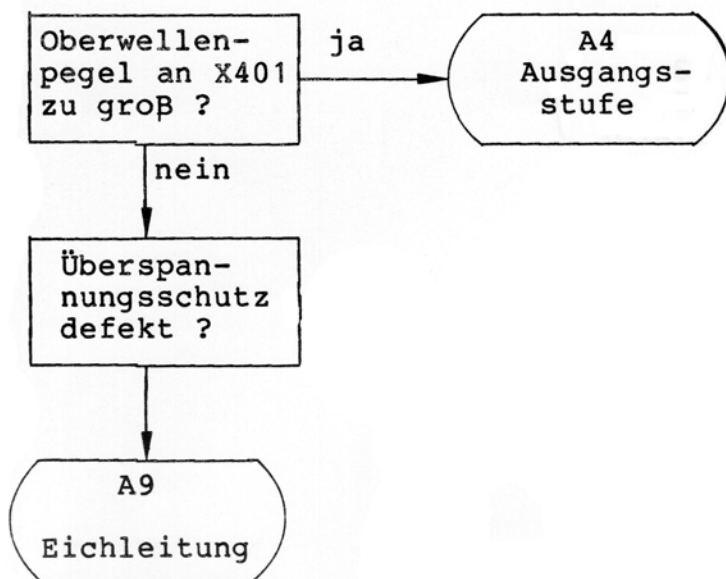 Oberwellen-
pegel an X401
zu groß ?
ja
A4
Ausgangs-
stufe
nein
Überspan-
nungsschutz
defekt ?
A9
Eichleitung